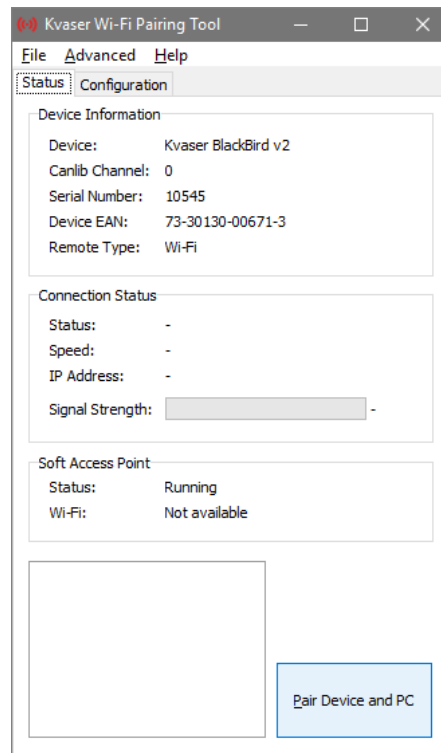 Kvaser Wi-Fi Pairing Tool
File Advanced Help
Status Configuration
Device Information
Device: Kvaser BlackBird v2
Canlib Channel: 0
Serial Number: 10545
Device EAN: 73-30130-00671-3
Remote Type: Wi-Fi
Connection Status
Status: -
Speed: -
IP Address: -
Signal Strength: -
Soft Access Point
Status: Running
Wi-Fi: Not available
Pair Device and PC